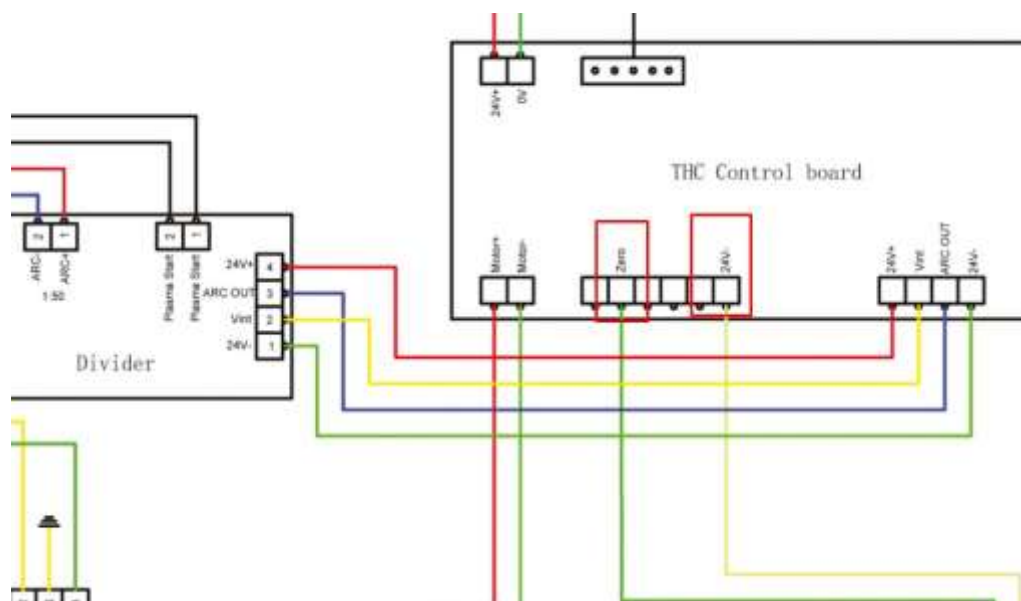 24V+
0V
THC Control board
2
1
ARC-
ARC+
1:50
2
1
Plasma Start
Plasma Start
24V+ 4
ARC OUT 3
Vint 2
24V- 1
Divider
Motor+
Motor-
Zero
24V-
24V+
Vint
ARC OUT
24V-